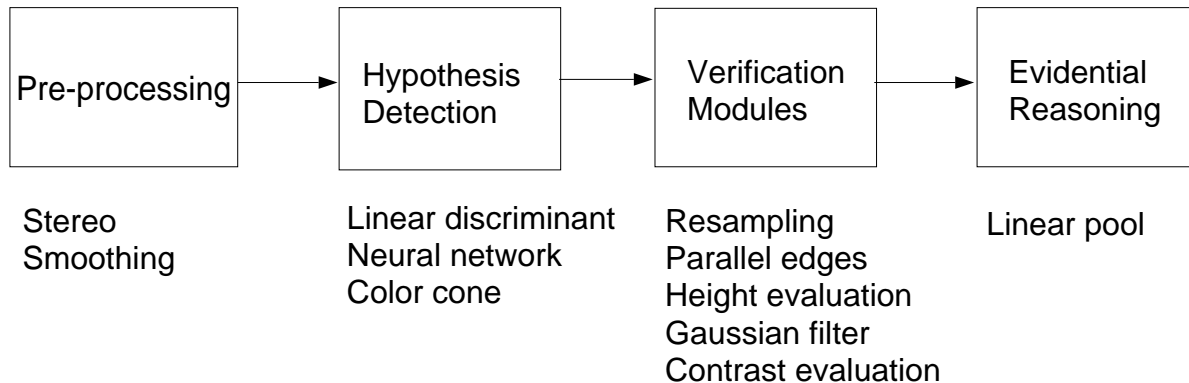 Pre-processing
Hypothesis
Detection
Verification
Modules
Evidential
Reasoning
Stereo
Smoothing
Linear discriminant
Neural network
Color cone
Resampling
Parallel edges
Height evaluation
Gaussian filter
Contrast evaluation
Linear pool